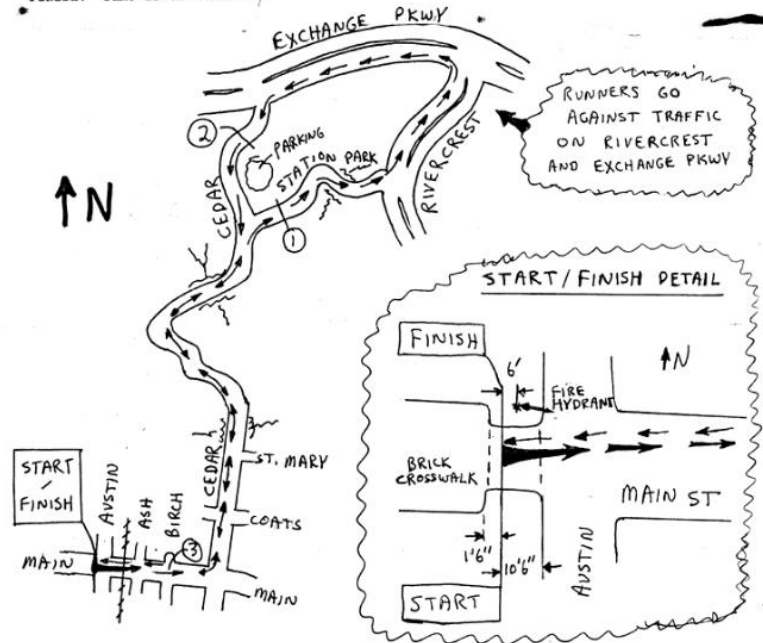 EXCHANGE PKWY
RUNNERS GO
AGAINST TRAFFIC
ON RIVERCREST
AND EXCHANGE PKWY
2
PARKING
STATION PARK
RIVERCREST
CEDAR
1
N
START/FINISH DETAIL
FINISH
6'
N
FIRE
HYDRANT
BRICK
CROSSWALK
MAIN ST
1'6"
10'6"
AUSTIN
START
START
/
FINISH
AUSTIN
ASH
BIRCH
CEDAR
ST. MARY
COATS
3
MAIN
MAIN